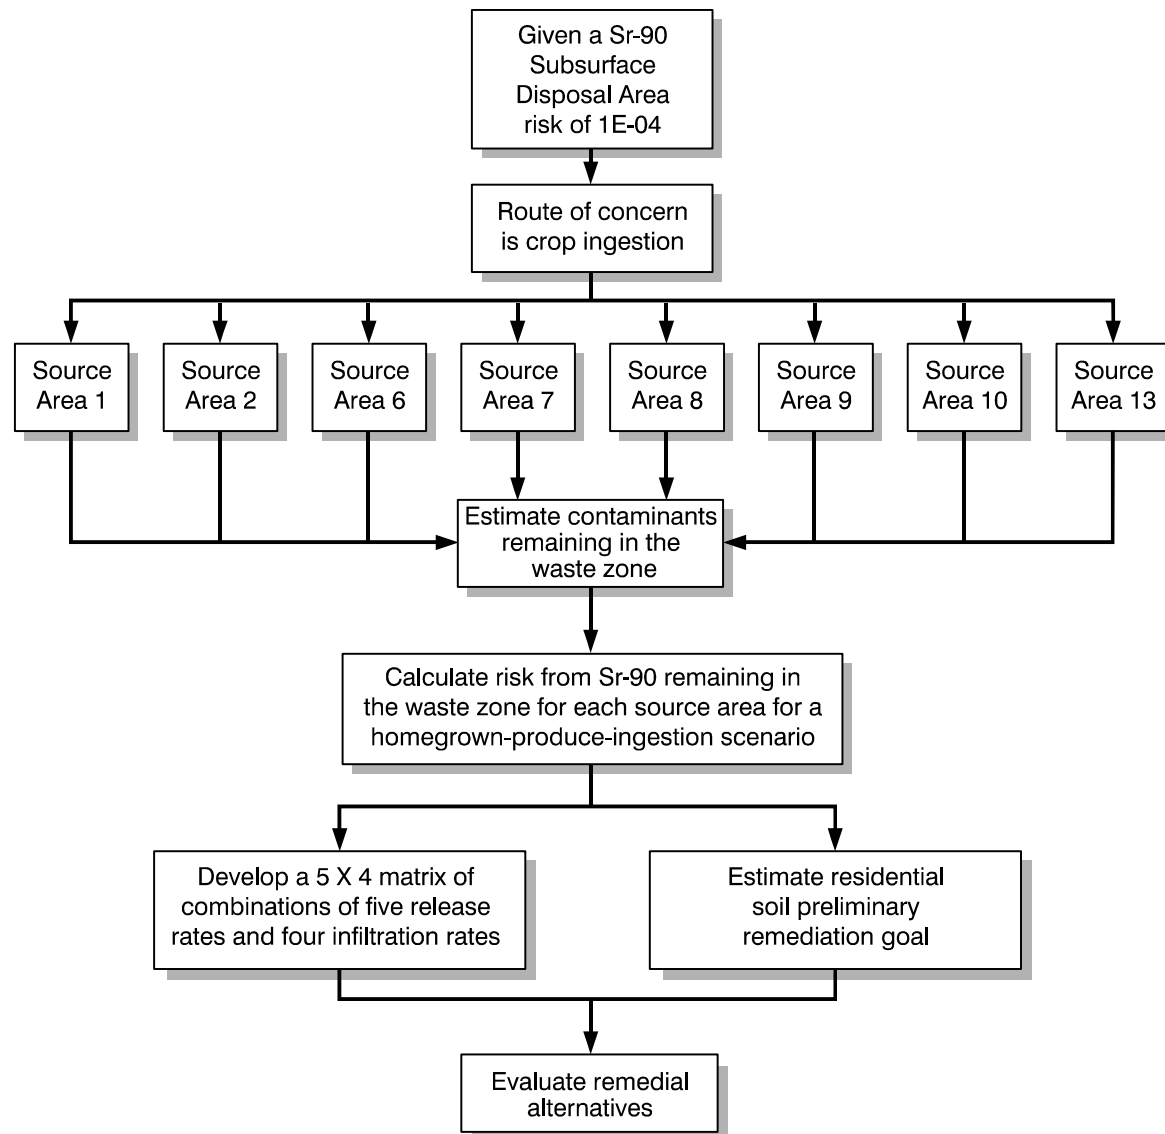 Given a Sr-90
Subsurface
Disposal Area
risk of 1E-04
Route of concern
is crop ingestion
Source
Area 1
Source
Area 2
Source
Area 6
Source
Area 7
Source
Area 8
Source
Area 9
Source
Area 10
Source
Area 13
Estimate contaminants
remaining in the
waste zone
Calculate risk from Sr-90 remaining in
the waste zone for each source area for a
homegrown-produce-ingestion scenario
Develop a 5 X 4 matrix of
combinations of five release
rates and four infiltration rates
Estimate residential
soil preliminary
remediation goal
Evaluate remedial
alternatives